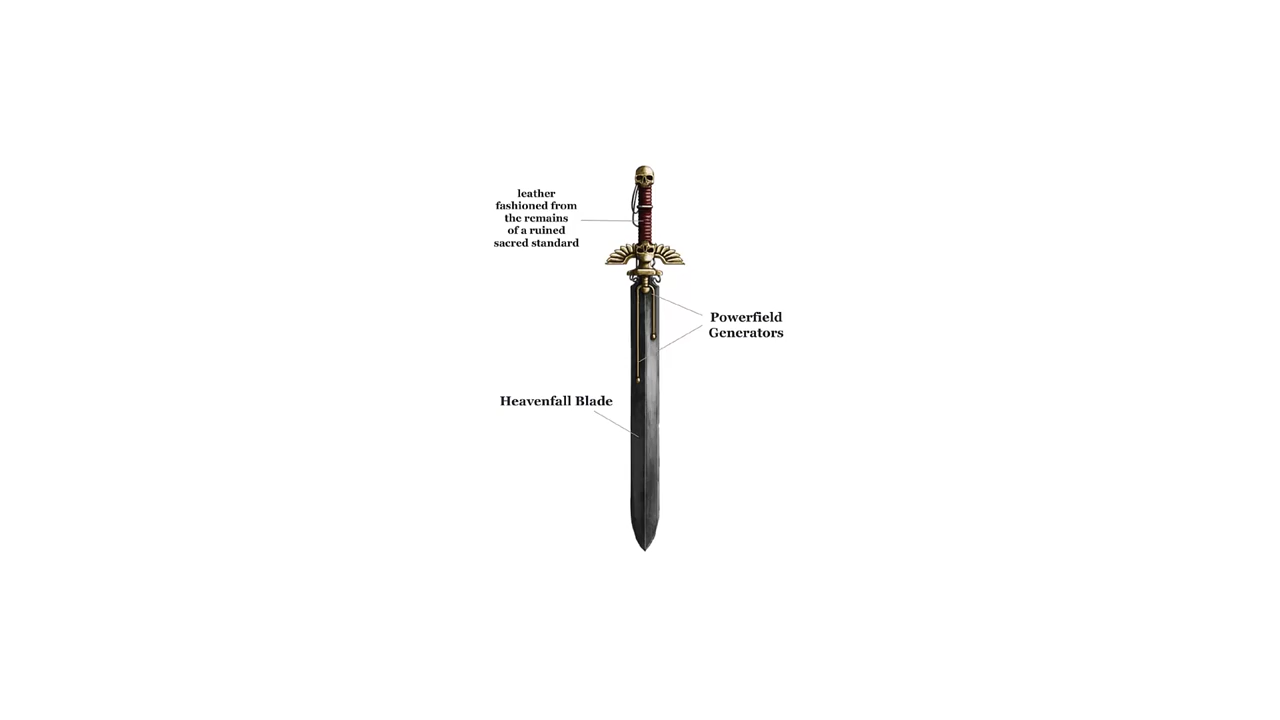 leather
fashioned from
the remains
of a ruined
sacred standard
Powerfield
Generators
Heavenfall Blade